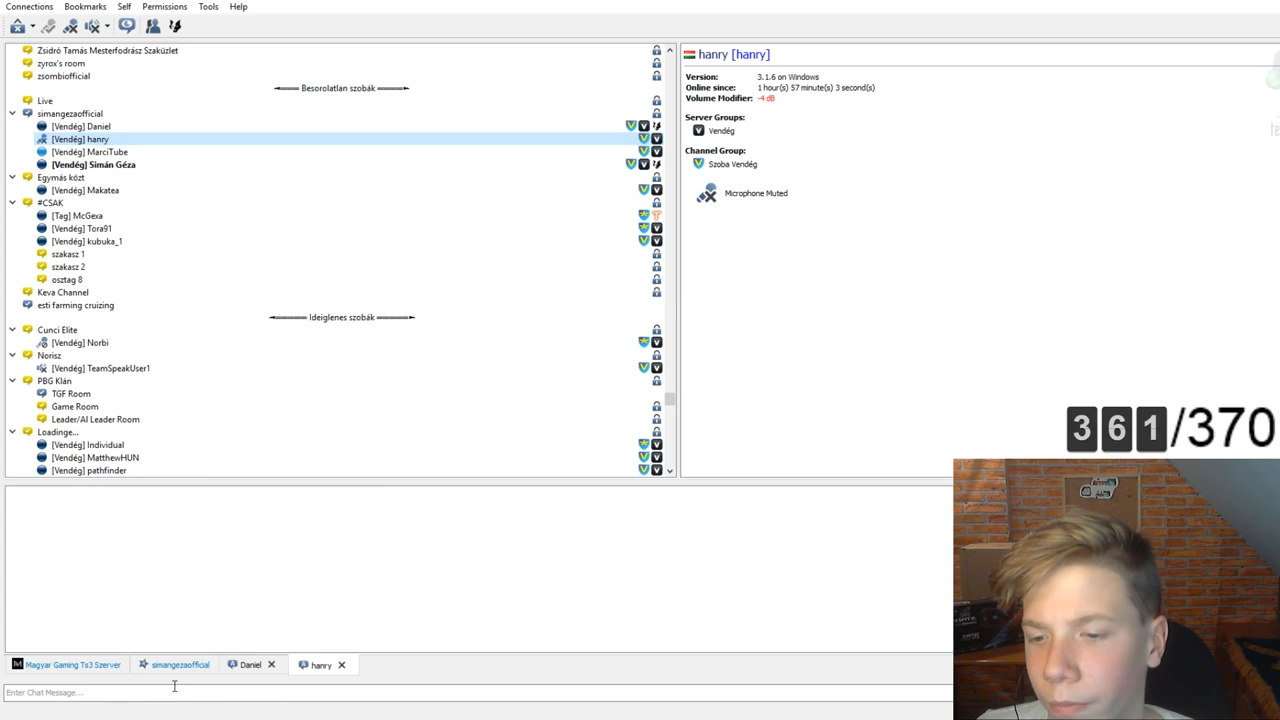 Connections Bookmarks Self Permissions Tools Help
Zsidró Tamás Mesterfodrász Szaküzlet
zyrox's room
zsombiofficial
Besorolatlan szobák
Live
simangezaofficial
[Vendég] Daniel
[Vendég] hanry
[Vendég] MarciTube
[Vendég] Simán Géza
Egymás közt
[Vendég] Makatea
#CSAK
[Tag] McGexa
[Vendég] Tora91
[Vendég] kubuka_1
szakasz 1
szakasz 2
osztag 8
Keva Channel
esti farming cruizing
Ideiglenes szobák
Cunci Elite
[Vendég] Norbi
Norisz
[Vendég] TeamSpeakUser1
PBG Klán
TGF Room
Game Room
Leader/Al Leader Room
Loadinge...
[Vendég] Individual
[Vendég] MatthewHUN
[Vendég] pathfinder
hanry [hanry]
Version: 3.1.6 on Windows
Online since: 1 hour(s) 57 minute(s) 3 second(s)
Volume Modifier: -4 dB
Server Groups:
Vendég
Channel Group:
Szoba Vendég
Microphone Muted
361/370
Magyar Gaming Ts3 Szerver simangezaofficial Daniel hanry
Enter Chat Message...